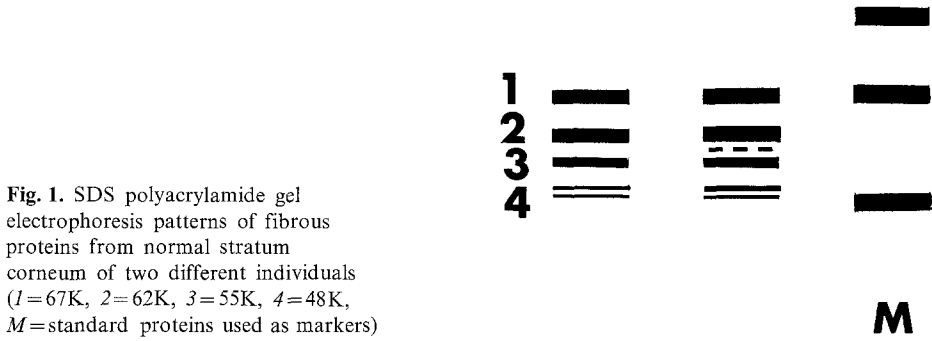 1
2
3
4
M
Fig. 1. SDS polyacrylamide gel
electrophoresis patterns of fibrous
proteins from normal stratum
corneum of two different individuals
(1=67K, 2=62K, 3=55K, 4=48K,
M=standard proteins used as markers)